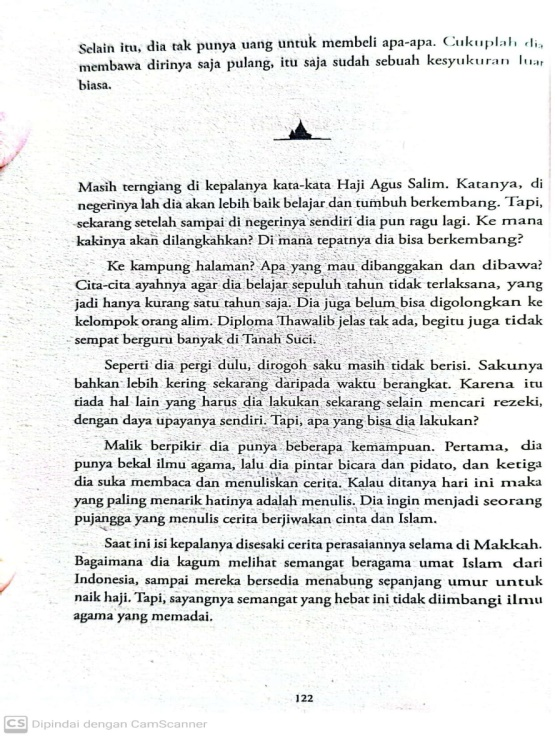 Selain itu, dia tak punya uang untuk membeli apa-apa. Cukuplah dia
membawa dirinya saja pulang, itu saja sudah sebuah kesyukuran luar
biasa.
Masih terngiang di kepalanya kata-kata Haji Agus Salim. Katanya, di
negerinya lah dia akan lebih baik belajar dan tumbuh berkembang. Tapi,
sekarang setelah sampai di negerinya sendiri dia pun ragu lagi. Ke mana
kakinya akan dilangkahkan? Di mana tepatnya dia bisa berkembang?
Ke kampung halaman? Apa yang mau dibanggakan dan dibawa?
Cita-cita ayahnya agar dia belajar sepuluh tahun tidak terlaksana, yang
jadi hanya kurang satu tahun saja. Dia juga belum bisa digolongkan ke
kelompok orang alim. Diploma Thawalib jelas tak ada, begitu juga tidak
sempat berguru banyak di Tanah Suci.
Seperti dia pergi dulu, dirogoh saku masih tidak berisi. Sakunya
bahkan lebih kering sekarang daripada waktu berangkat. Karena itu
tiada hal lain yang harus dia lakukan sekarang selain mencari rezeki,
dengan daya upayanya sendiri. Tapi, apa yang bisa dia lakukan?
Malik berpikir dia punya beberapa kemampuan. Pertama, dia
punya bekal ilmu agama, lalu dia pintar bicara dan pidato, dan ketiga
dia suka membaca dan menuliskan cerita. Kalau ditanya hari ini maka
yang paling menarik hatinya adalah menulis. Dia ingin menjadi seorang
pujangga yang menulis cerita berjiwakan cinta dan Islam.
Saat ini isi kepalanya disesaki cerita perasaiannya selama di Makkah.
Bagaimana dia kagum melihat semangat beragama umat Islam dari
Indonesia, sampai mereka bersedia menabung sepanjang umur untuk
naik haji. Tapi, sayangnya semangat yang hebat ini tidak diimbangi ilmu
agama yang memadai.
122
CS Dipindai dengan CamScanner